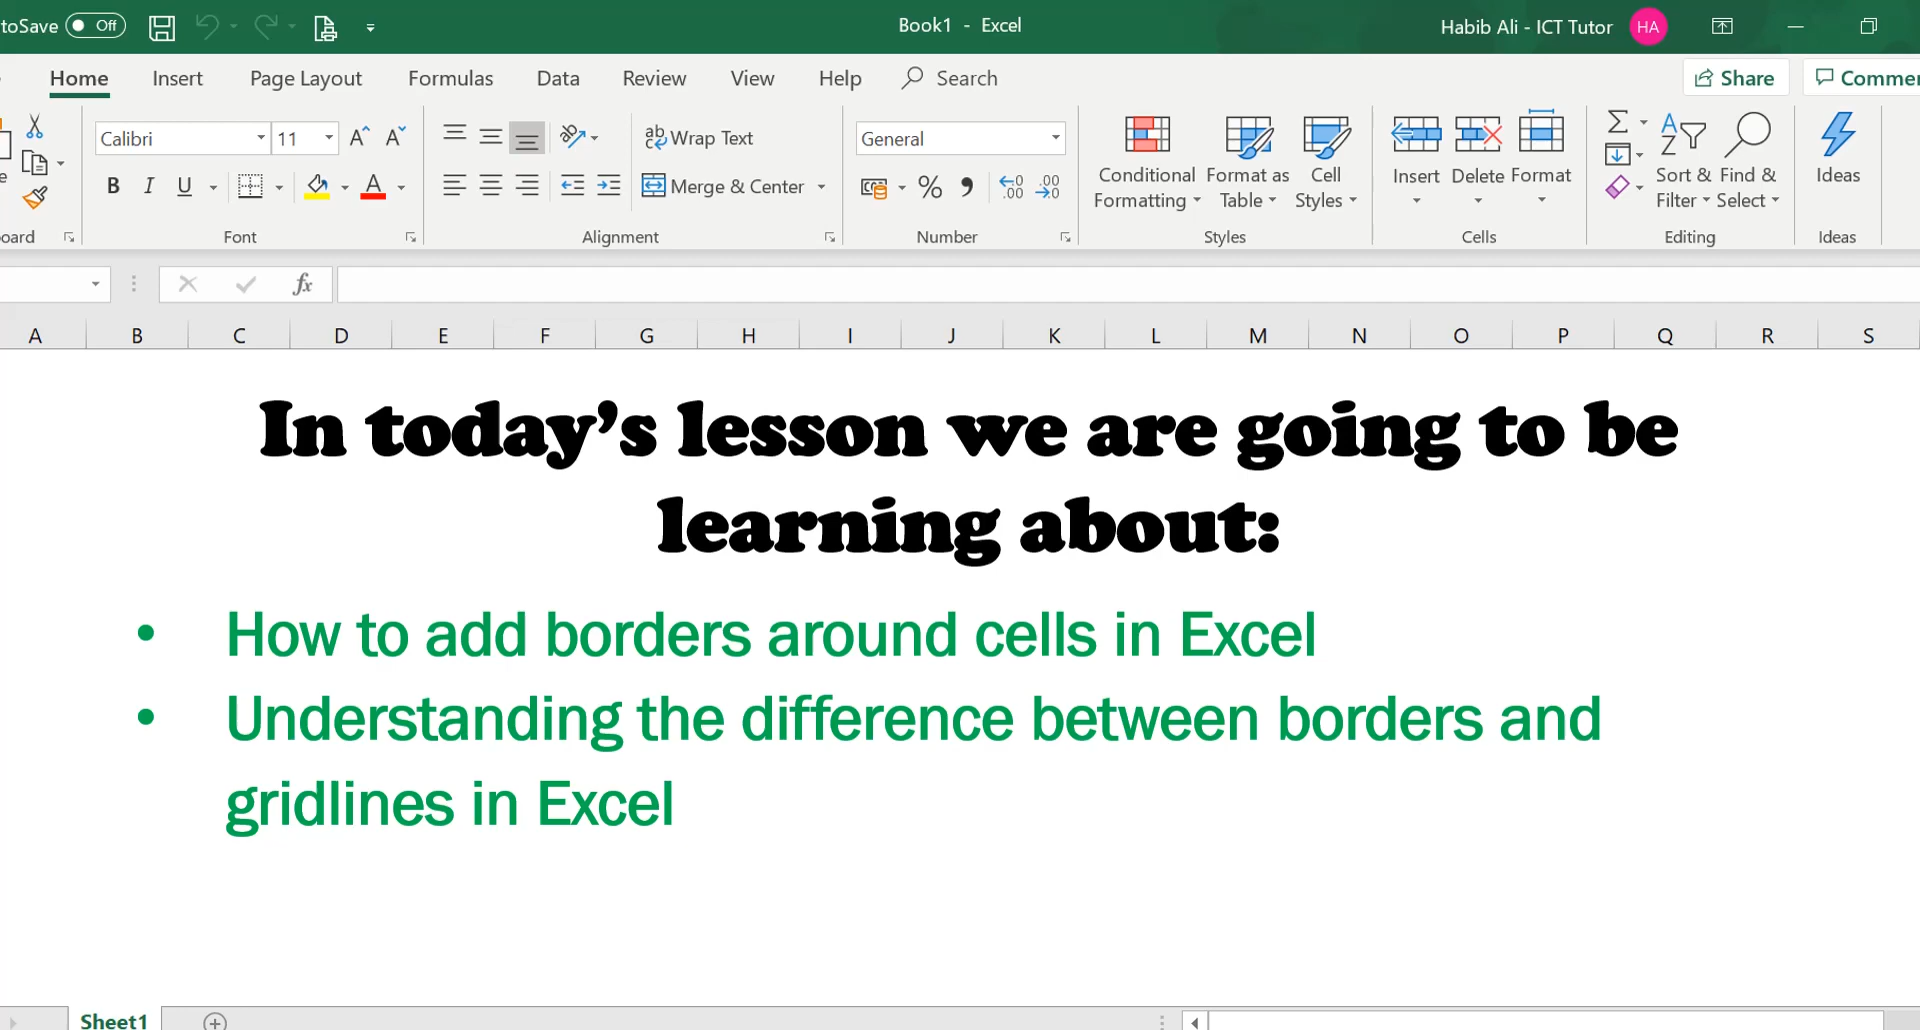 toSave Off Book1 - Excel Habib Ali - ICT Tutor HA
Home Insert Page Layout Formulas Data Review View Help Search Share Commen
Calibri 11 A A ab Wrap Text General
B I U A Merge & Center % 9 .00 .00
Conditional Formatting Format as Table Cell Styles Insert Delete Format Sort & Filter Find & Select Ideas
oard Font Alignment Number Styles Cells Editing Ideas
fx
A B C D E F G H I J K L M N O P Q R S
In today's lesson we are going to be
learning about:
• How to add borders around cells in Excel
• Understanding the difference between borders and
gridlines in Excel
Sheet1